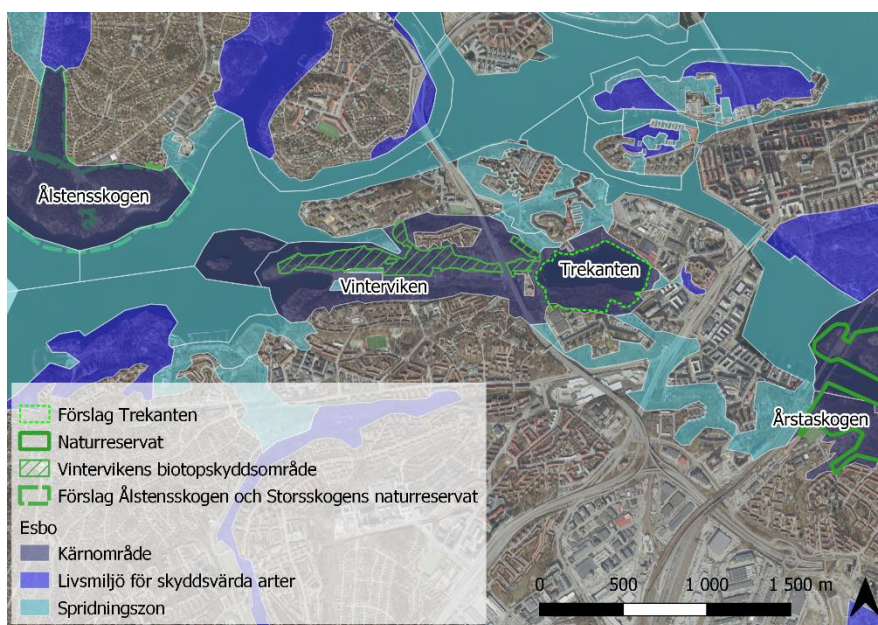 Ålstensskogen
Trekanten
Vinterviken
Årstaskogen
Förslag Trekanten
Naturreservat
Vintervikens biotopskyddsområde
Förslag Ålstensskogen och Storsskogens naturreservat
Esbo
Kärnområde
Livsmiljö för skyddsvärda arter
Spridningszon
0 500 1 000 1 500 m